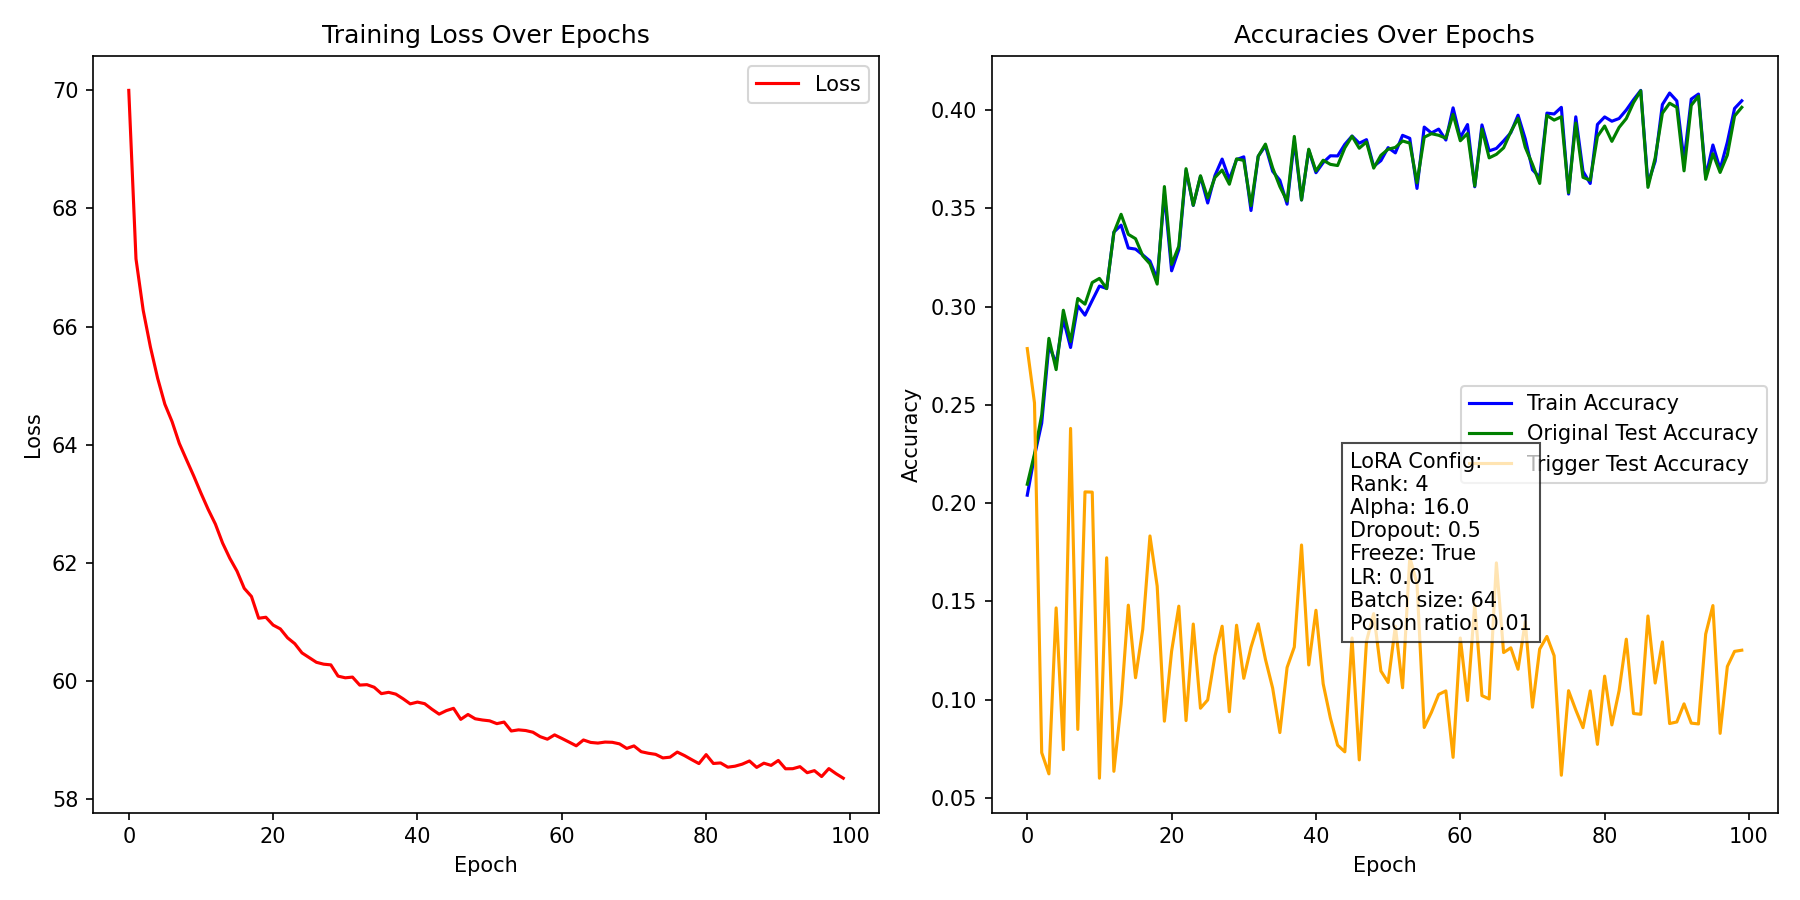 Training Loss Over Epochs
Loss
70
68
66
64
62
60
58
Loss
0
20
40
60
80
100
Epoch
Accuracies Over Epochs
0.40
0.35
0.30
0.25
0.20
0.15
0.10
0.05
Accuracy
Train Accuracy
Original Test Accuracy
Trigger Test Accuracy
LoRA Config:
Rank: 4
Alpha: 16.0
Dropout: 0.5
Freeze: True
LR: 0.01
Batch size: 64
Poison ratio: 0.01
0
20
40
60
80
100
Epoch